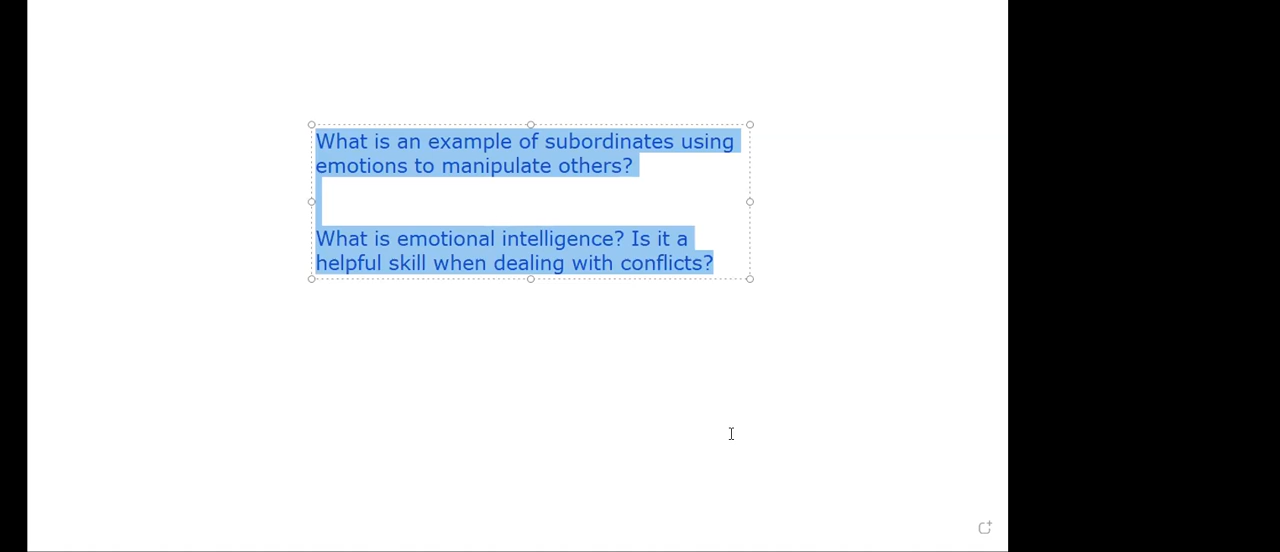 What is an example of subordinates using
emotions to manipulate others?
What is emotional intelligence? Is it a
helpful skill when dealing with conflicts?